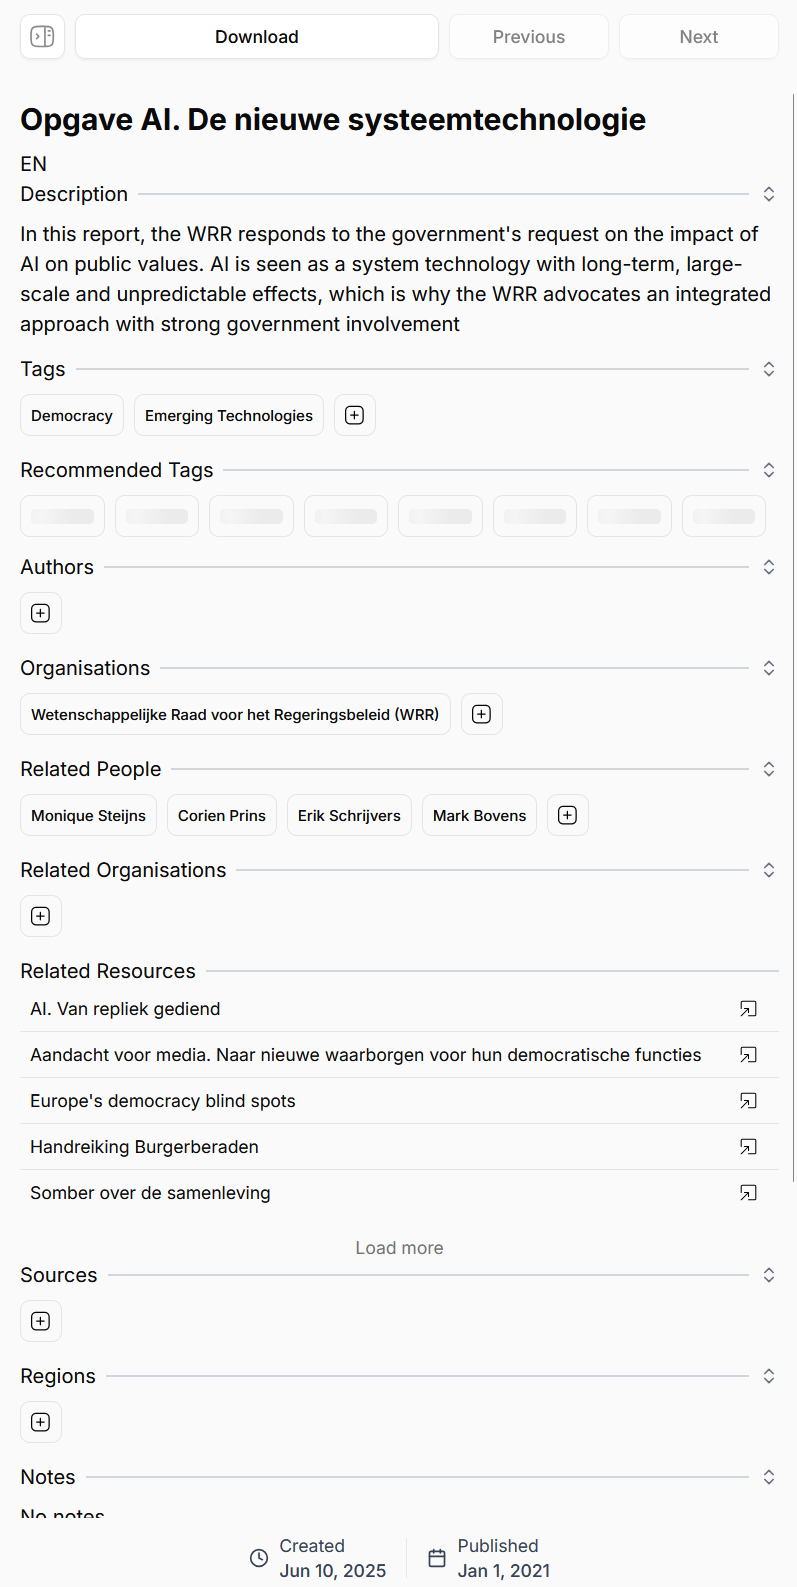 Download
Previous
Next
Opgave AI. De nieuwe systeemtechnologie
EN
Description
In this report, the WRR responds to the government's request on the impact of
AI on public values. AI is seen as a system technology with long-term, large-
scale and unpredictable effects, which is why the WRR advocates an integrated
approach with strong government involvement
Tags
Democracy
Emerging Technologies
Recommended Tags
Authors
Organisations
Wetenschappelijke Raad voor het Regeringsbeleid (WRR)
Related People
Monique Steijns
Corien Prins
Erik Schrijvers
Mark Bovens
Related Organisations
Related Resources
AI. Van repliek gediend
Aandacht voor media. Naar nieuwe waarborgen voor hun democratische functies
Europe's democracy blind spots
Handreiking Burgerberaden
Somber over de samenleving
Load more
Sources
Regions
Notes
No notes
Created
Jun 10, 2025
Published
Jan 1, 2021